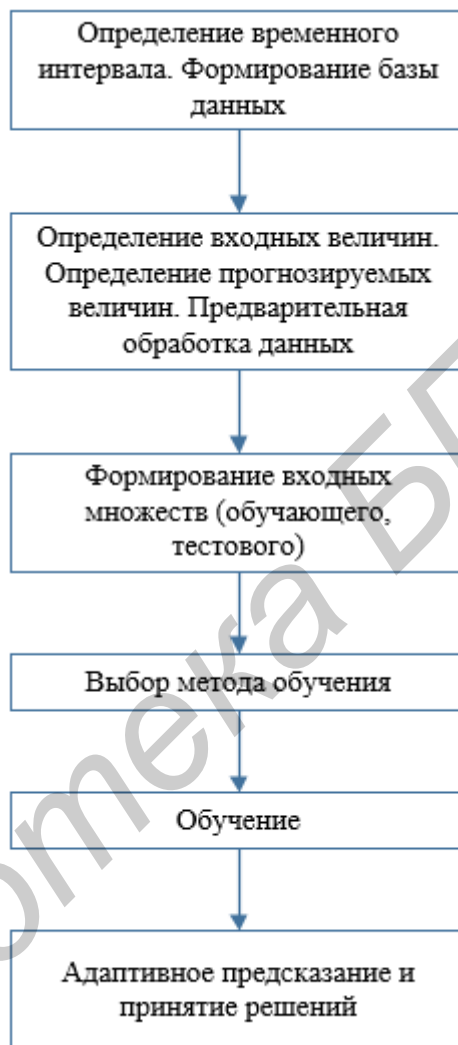 Определение временного
интервала. Формирование базы
данных
Определение входных величин.
Определение прогнозируемых
величин. Предварительная
обработка данных
Формирование входных
множеств (обучающего,
тестового)
Выбор метода обучения
Обучение
Адаптивное предсказание и
принятие решений